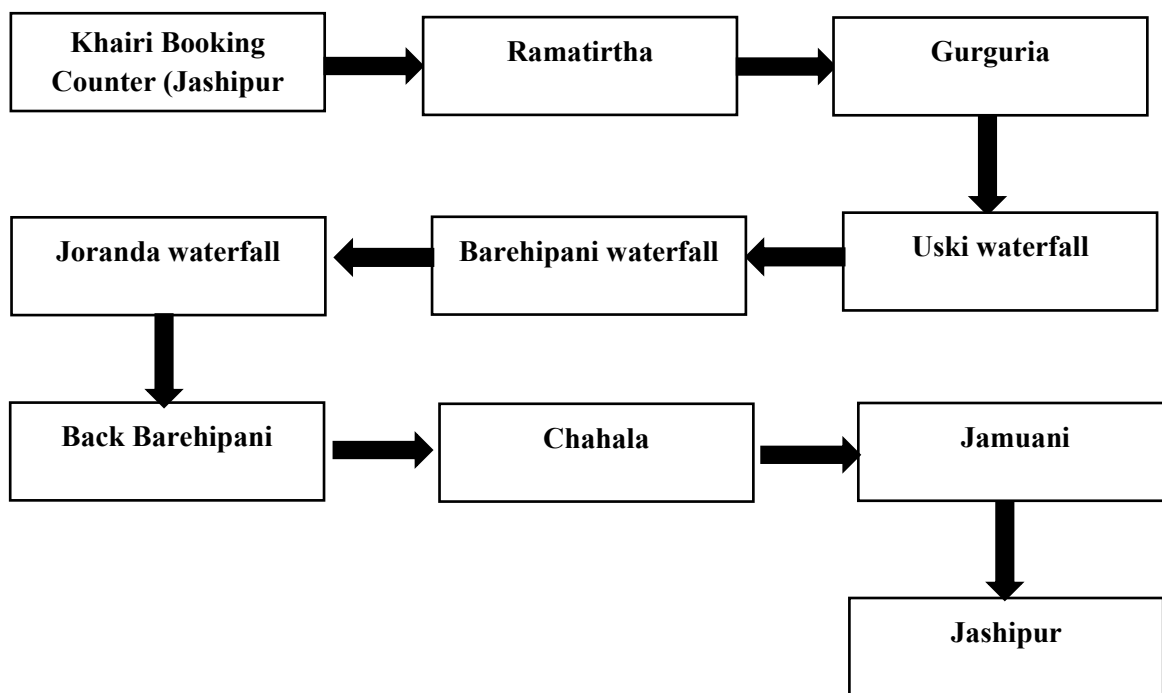 Khairi Booking
Counter (Jashipur
Ramatirtha
Gurguria
Uski waterfall
Barehipani waterfall
Joranda waterfall
Back Barehipani
Chahala
Jamuani
Jashipur